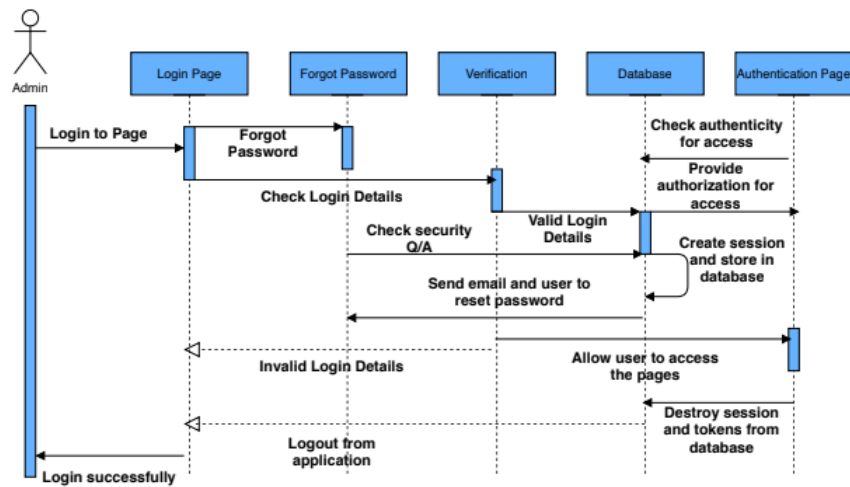 Admin
Login Page
Forgot Password
Verification
Database
Authentication Page
Login to Page
Forgot
Password
Check authenticity
for access
Provide
authorization for
access
Check Login Details
Valid Login
Details
Check security
Q/A
Create session
and store in
database
Send email and user to
reset password
Invalid Login Details
Allow user to access
the pages
Destroy session
and tokens from
database
Logout from
application
Login successfully